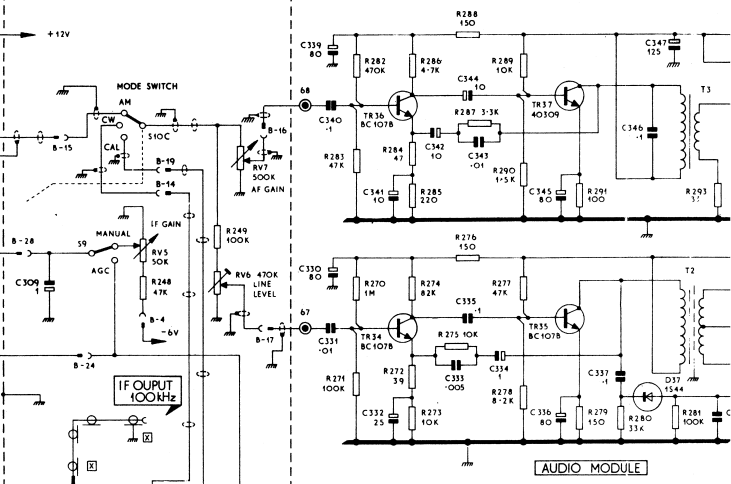 +12V
MODE SWITCH
AM
CW
S10C
CAL
B-15
B-19
B-14
B-16
RV7
500K
AF GAIN
IF GAIN
MANUAL
S9
B-28
AGC
RV5
50K
R248
47K
B-4
-6V
C309
1
B-24
R249
100K
RV6 470K
LINE
LEVEL
B-17
IF OUPUT
100kHz
X
X
68
C339
80
R282
470K
R286
4·7K
R288
150
R289
10K
C347
125
C344
10
TR36
BC107B
TR37
40309
C340
·1
R287 3·3K
C342
10
C343
·01
R283
47K
R284
47
R290
1·5K
C341
10
R285
220
C345
80
R291
100
C346
·1
T3
R293
R276
150
C330
80
R270
1M
R274
82K
R277
47K
T2
67
C335
·1
TR34
BC107B
TR35
BC107B
C331
·01
R275 10K
C333
·005
C334
1
R271
100K
R272
39
R278
8·2K
C337
·1
D37
1S44
C332
25
R273
10K
C336
80
R279
150
R280
33K
R281
100K
C
AUDIO MODULE